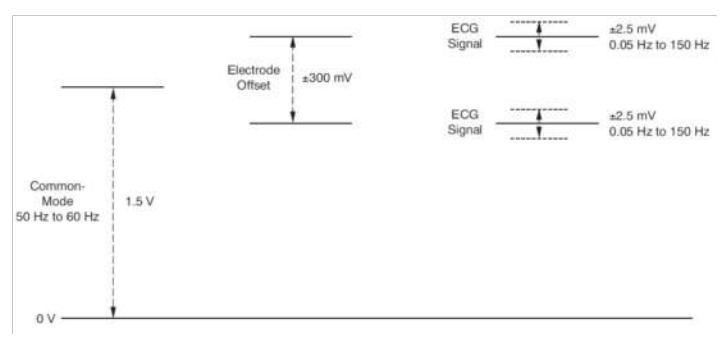 ECG
Signal
±2.5 mV
0.05 Hz to 150 Hz
Electrode
Offset
±300 mV
ECG
Signal
±2.5 mV
0.05 Hz to 150 Hz
Common-
Mode
50 Hz to 60 Hz
1.5 V
0 V